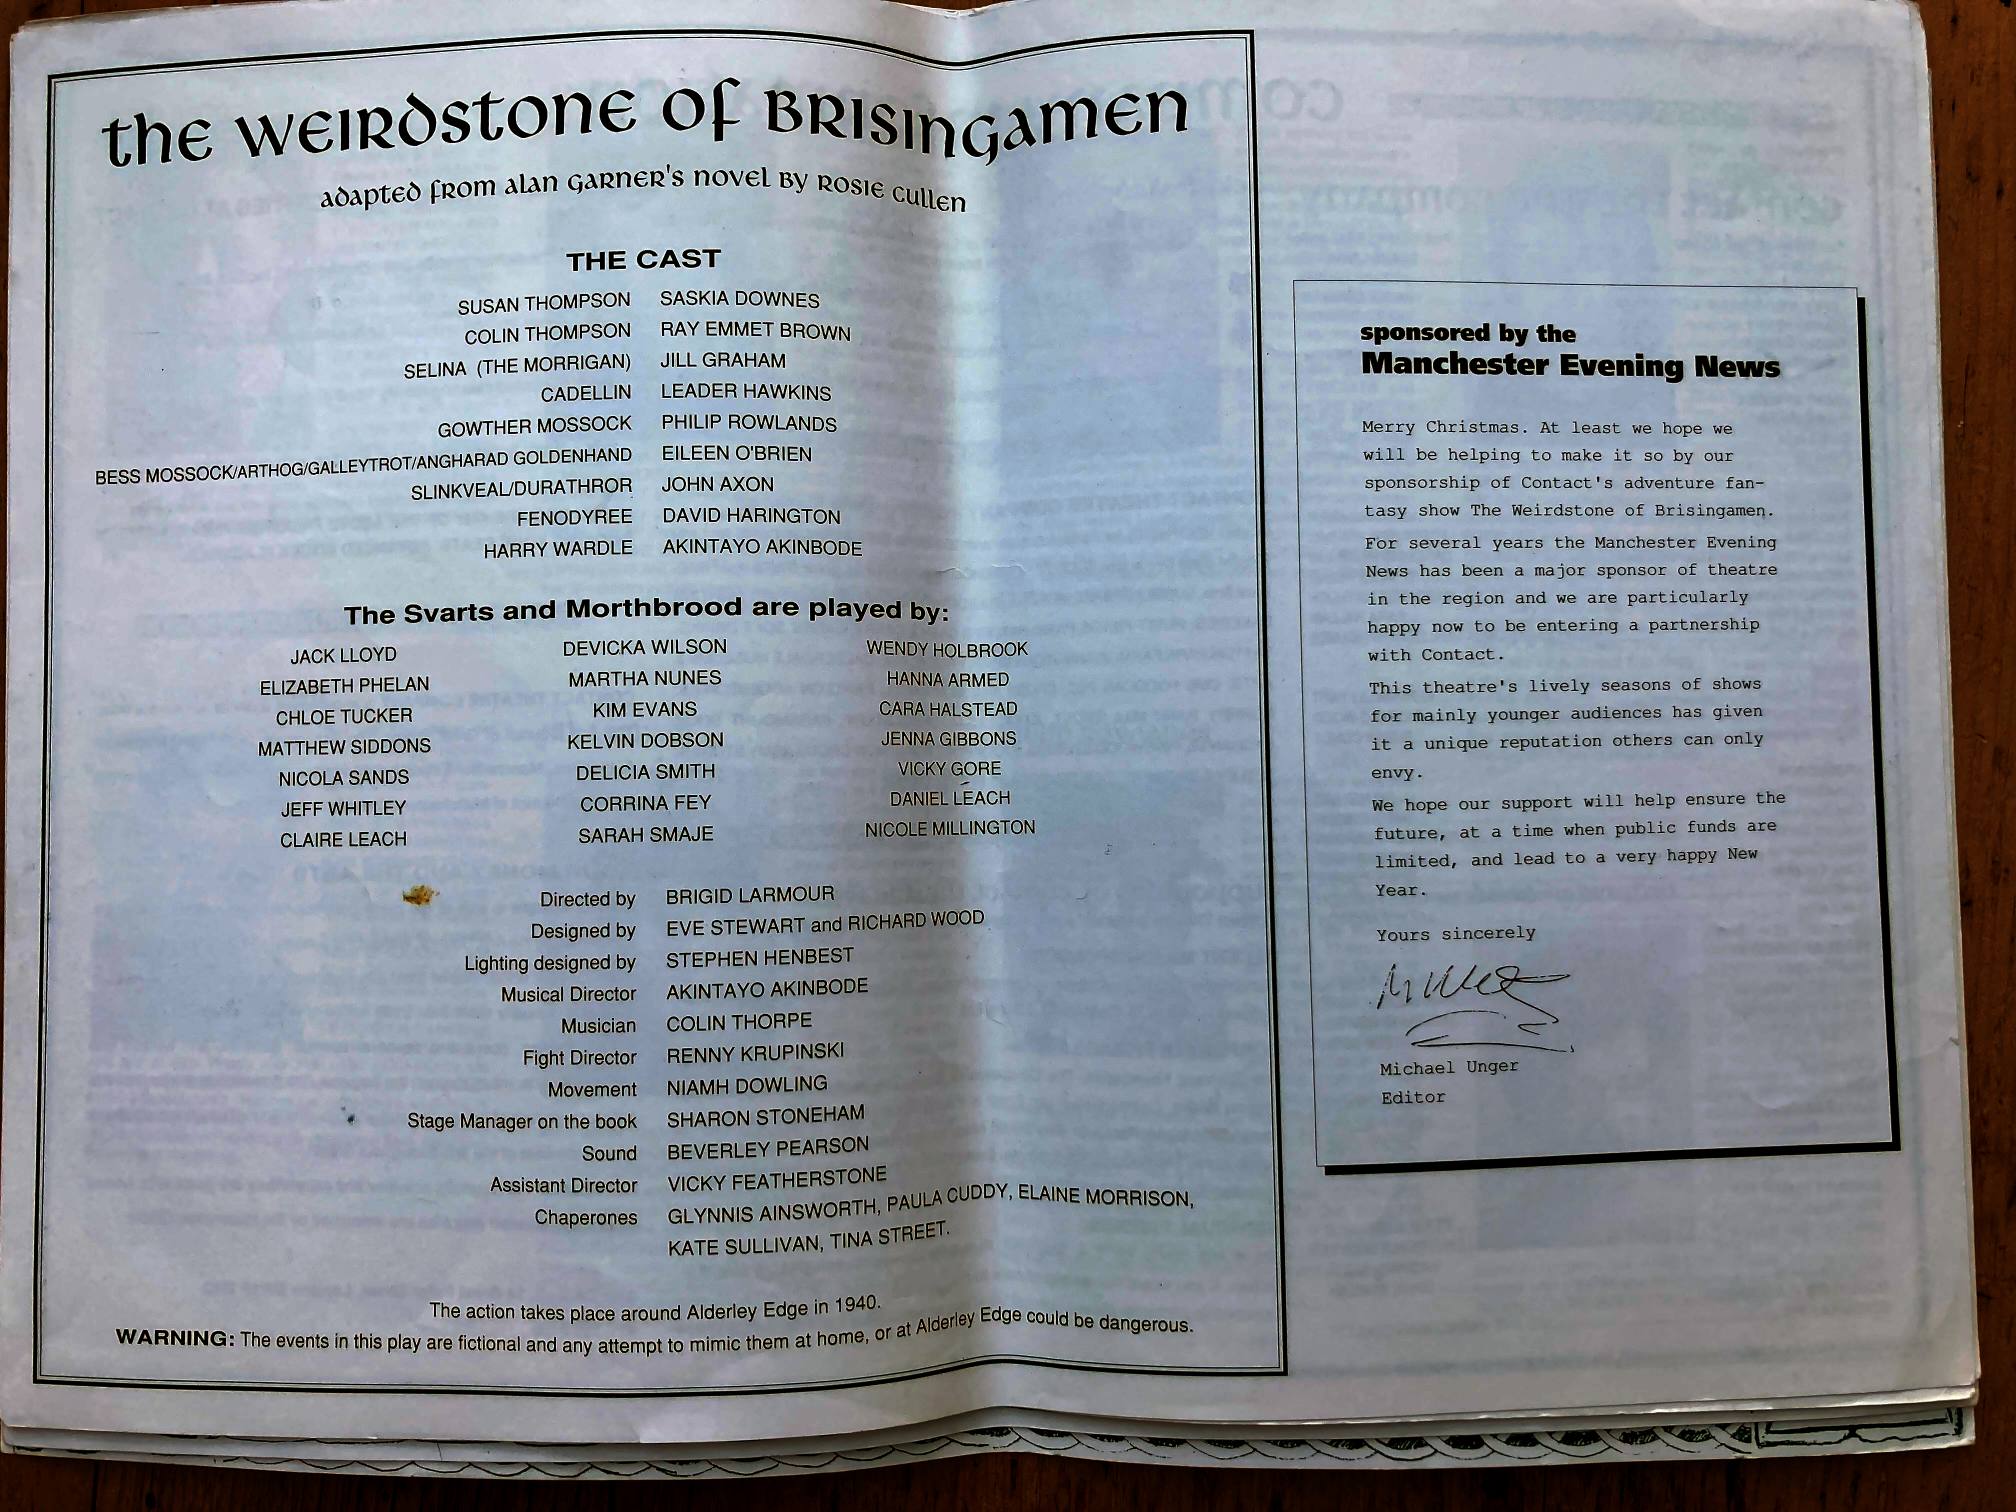 the WEIRDSTONE OF BRISINGAMEN
adapted from alan garner's novel by rosie cullen
THE CAST
SUSAN THOMPSON SASKIA DOWNES
COLIN THOMPSON RAY EMMET BROWN
SELINA (THE MORRIGAN) JILL GRAHAM
CADELLIN LEADER HAWKINS
GOWTHER MOSSOCK PHILIP ROWLANDS
BESS MOSSOCK/ARTHOG/GALLEYTROT/ANGHARAD GOLDENHAND EILEEN O'BRIEN
SLINKVEAL/DURATHROR JOHN AXON
FENODYREE DAVID HARINGTON
HARRY WARDLE AKINTAYO AKINBODE
The Svarts and Morthbrood are played by:
JACK LLOYD DEVICKA WILSON WENDY HOLBROOK
ELIZABETH PHELAN MARTHA NUNES HANNA ARMED
CHLOE TUCKER KIM EVANS CARA HALSTEAD
MATTHEW SIDDONS KELVIN DOBSON JENNA GIBBONS
NICOLA SANDS DELICIA SMITH VICKY GORE
JEFF WHITLEY CORRINA FEY DANIEL LEACH
CLAIRE LEACH SARAH SMAJE NICOLE MILLINGTON
Directed by BRIGID LARMOUR
Designed by EVE STEWART and RICHARD WOOD
Lighting designed by STEPHEN HENBEST
Musical Director AKINTAYO AKINBODE
Musician COLIN THORPE
Fight Director RENNY KRUPINSKI
Movement NIAMH DOWLING
Stage Manager on the book SHARON STONEHAM
Sound BEVERLEY PEARSON
Assistant Director VICKY FEATHERSTONE
Chaperones GLYNNIS AINSWORTH, PAULA CUDDY, ELAINE MORRISON,
KATE SULLIVAN, TINA STREET.
The action takes place around Alderley Edge in 1940.
WARNING: The events in this play are fictional and any attempt to mimic them at home, or at Alderley Edge could be dangerous.
sponsored by the
Manchester Evening News
Merry Christmas. At least we hope we
will be helping to make it so by our
sponsorship of Contact's adventure fan-
tasy show The Weirdstone of Brisingamen.
For several years the Manchester Evening
News has been a major sponsor of theatre
in the region and we are particularly
happy now to be entering a partnership
with Contact.
This theatre's lively seasons of shows
for mainly younger audiences has given
it a unique reputation others can only
envy.
We hope our support will help ensure the
future, at a time when public funds are
limited, and lead to a very happy New
Year.
Yours sincerely
Michael Unger
Editor